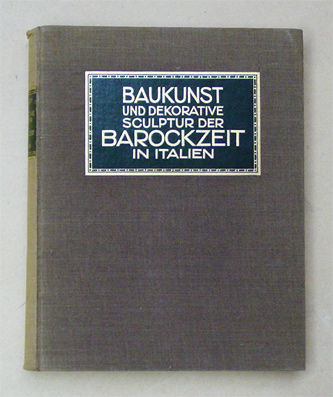 BAUKUNST
UND DEKORATIVE
SCULPTUR DER
BAROCKZEIT
IN ITALIEN